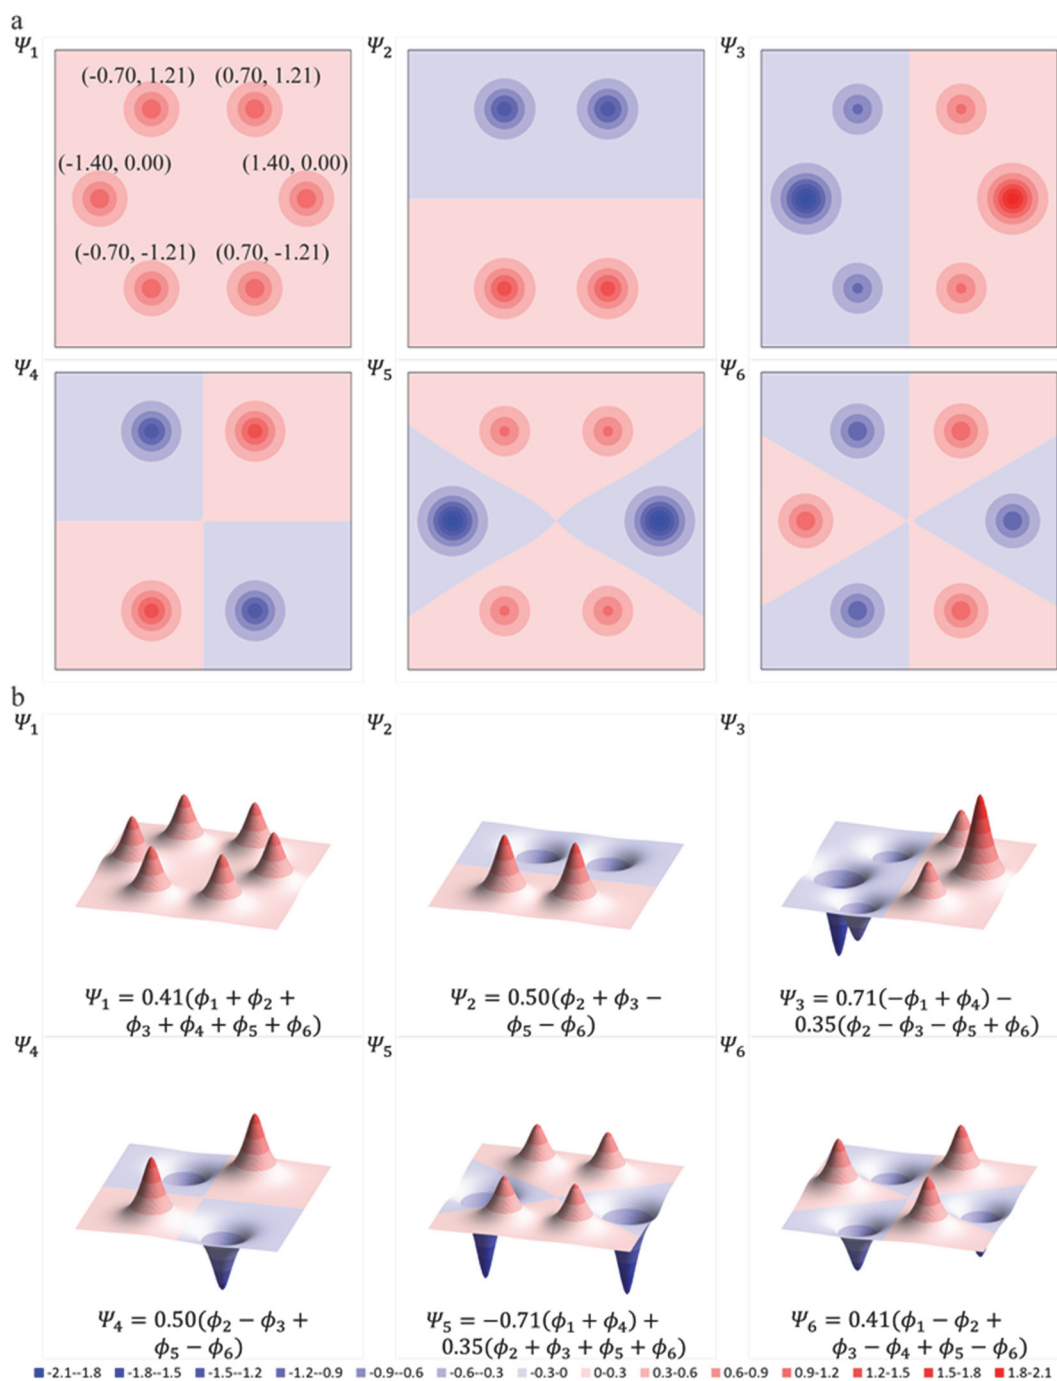 a
Ψ1 Ψ2 Ψ3
(-0.70, 1.21) (0.70, 1.21)
(-1.40, 0.00) (1.40, 0.00)
(-0.70, -1.21) (0.70, -1.21)
Ψ4 Ψ5 Ψ6
b
Ψ1 Ψ2 Ψ3
Ψ1 = 0.41(ϕ1 + ϕ2 +
ϕ3 + ϕ4 + ϕ5 + ϕ6)
Ψ2 = 0.50(ϕ2 + ϕ3 −
ϕ5 − ϕ6)
Ψ3 = 0.71(−ϕ1 + ϕ4) −
0.35(ϕ2 − ϕ3 − ϕ5 + ϕ6)
Ψ4 Ψ5 Ψ6
Ψ4 = 0.50(ϕ2 − ϕ3 +
ϕ5 − ϕ6)
Ψ5 = −0.71(ϕ1 + ϕ4) +
0.35(ϕ2 + ϕ3 + ϕ5 + ϕ6)
Ψ6 = 0.41(ϕ1 − ϕ2 +
ϕ3 − ϕ4 + ϕ5 − ϕ6)
-2.1--1.8 -1.8--1.5 -1.5--1.2 -1.2--0.9 -0.9--0.6 -0.6--0.3 -0.3-0 0-0.3 0.3-0.6 0.6-0.9 0.9-1.2 1.2-1.5 1.5-1.8 1.8-2.1